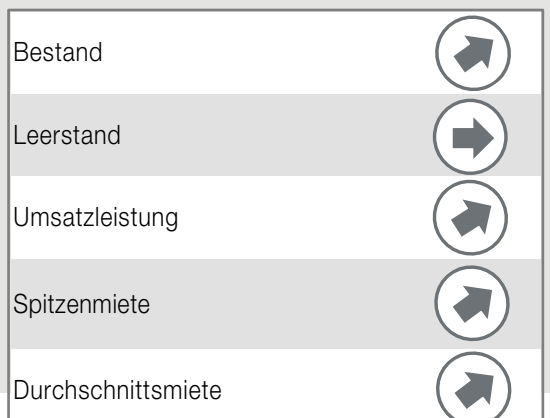 Bestand
Leerstand
Umsatzleistung
Spitzenmiete
Durchschnittsmiete